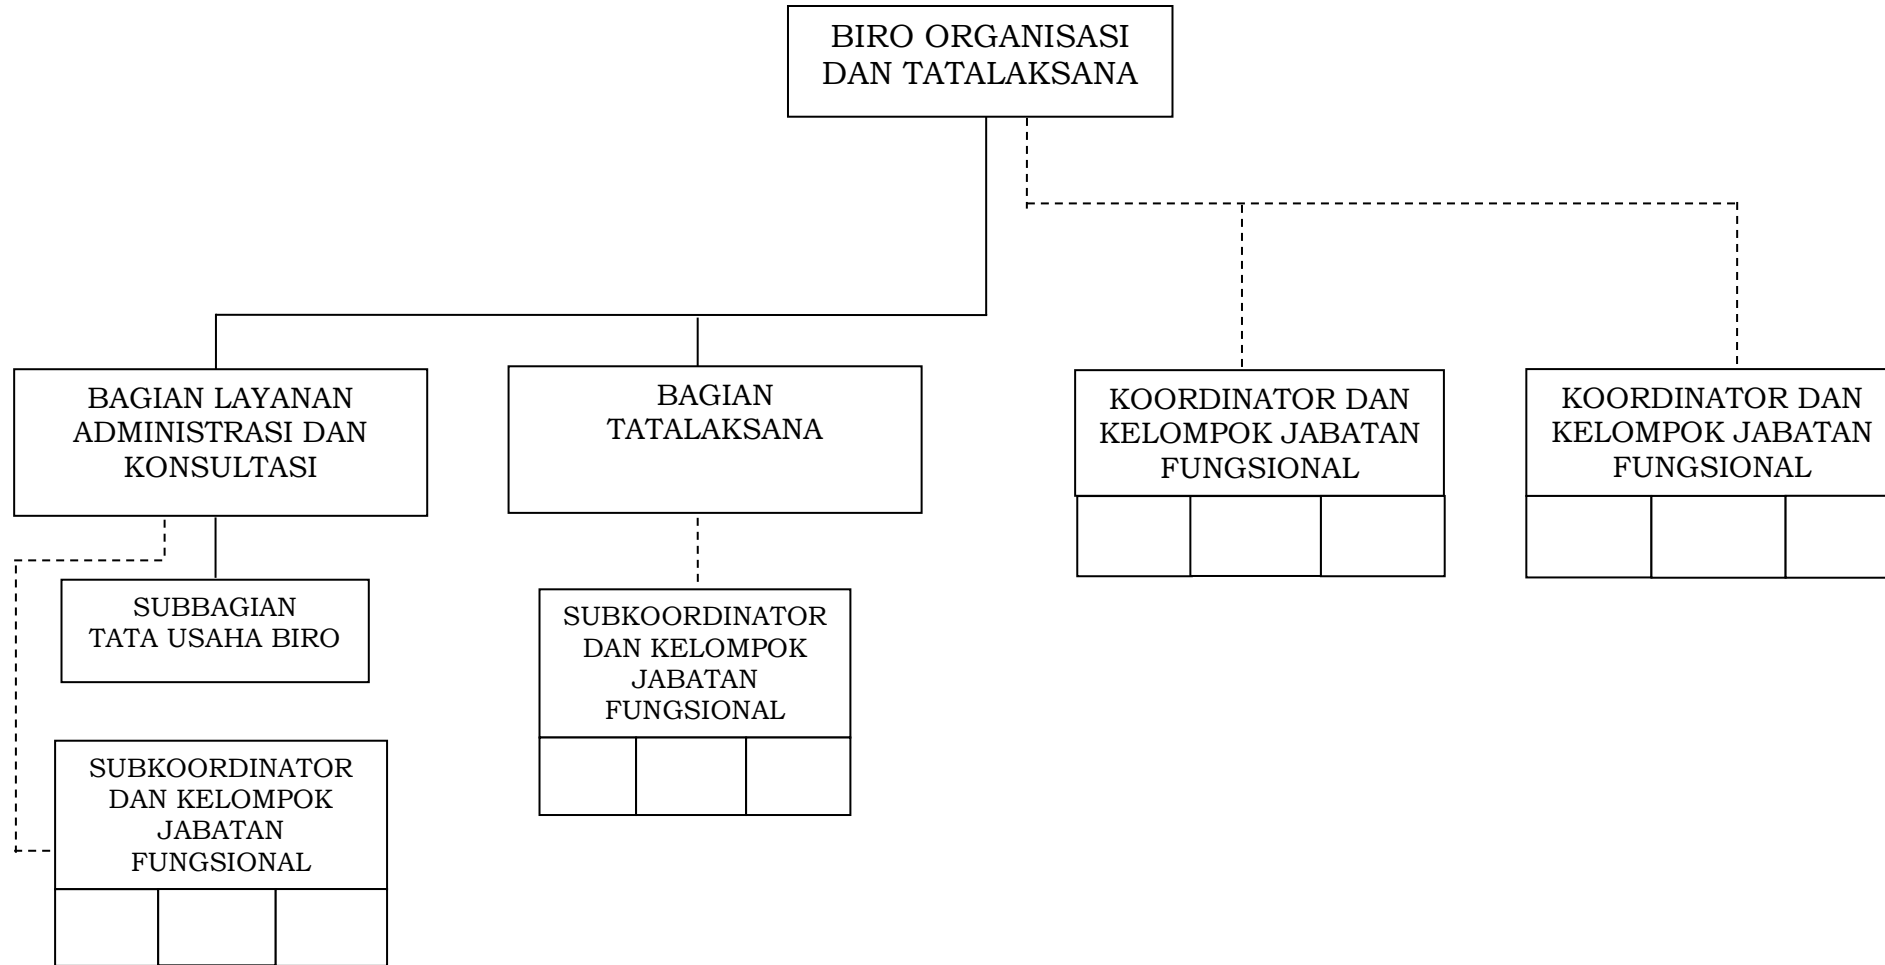 BIRO ORGANISASI
DAN TATALAKSANA
BAGIAN LAYANAN
ADMINISTRASI DAN
KONSULTASI
BAGIAN
TATALAKSANA
KOORDINATOR DAN
KELOMPOK JABATAN
FUNGSIONAL
KOORDINATOR DAN
KELOMPOK JABATAN
FUNGSIONAL
SUBBAGIAN
TATA USAHA BIRO
SUBKOORDINATOR
DAN KELOMPOK
JABATAN
FUNGSIONAL
SUBKOORDINATOR
DAN KELOMPOK
JABATAN
FUNGSIONAL